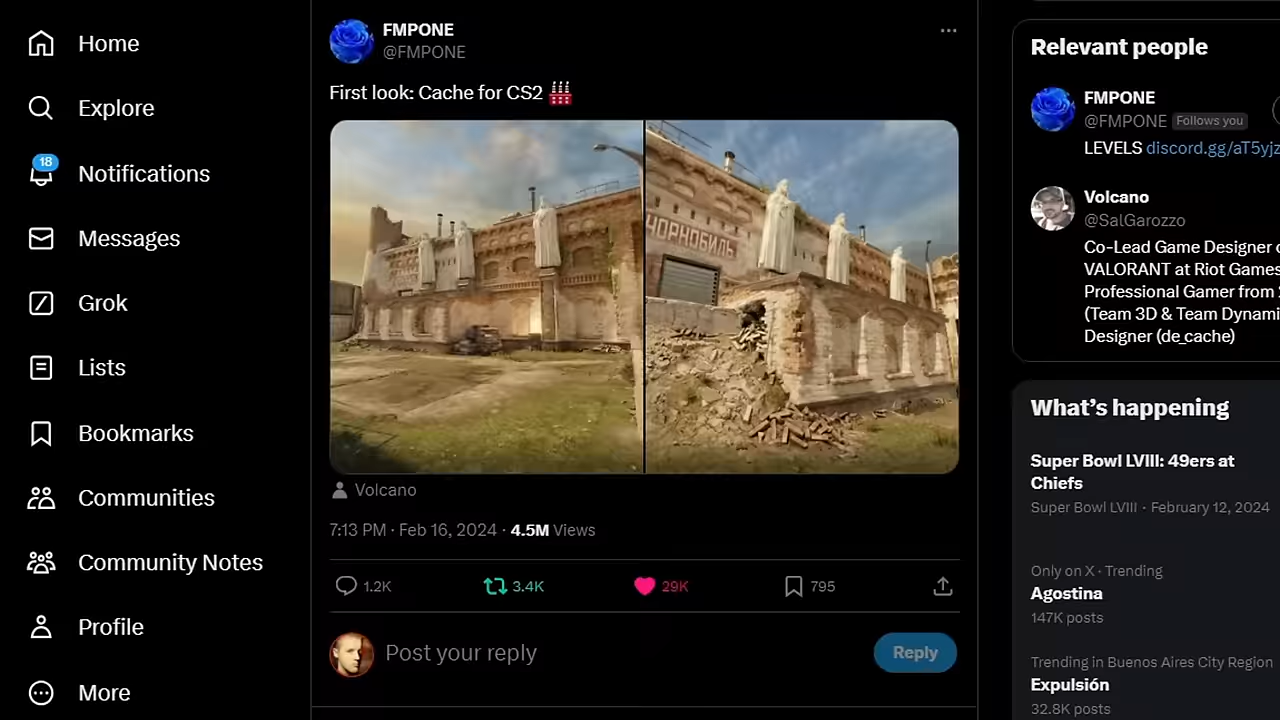 Home
Explore
18
Notifications
Messages
Grok
Lists
Bookmarks
Communities
Community Notes
Profile
More
FMPONE
@FMPONE
First look: Cache for CS2
ЧОРНОБИЛЬ
Volcano
7:13 PM · Feb 16, 2024 · 4.5M Views
1.2K
3.4K
29K
795
Post your reply
Reply
Relevant people
FMPONE
@FMPONE Follows you
LEVELS discord.gg/aT5yjz
Volcano
@SalGarozzo
Co-Lead Game Designer
VALORANT at Riot Games
Professional Gamer from
(Team 3D & Team Dynami
Designer (de_cache)
What's happening
Super Bowl LVIII: 49ers at
Chiefs
Super Bowl LVIII · February 12, 2024
Only on X · Trending
Agostina
147K posts
Trending in Buenos Aires City Region
Expulsión
32.8K posts